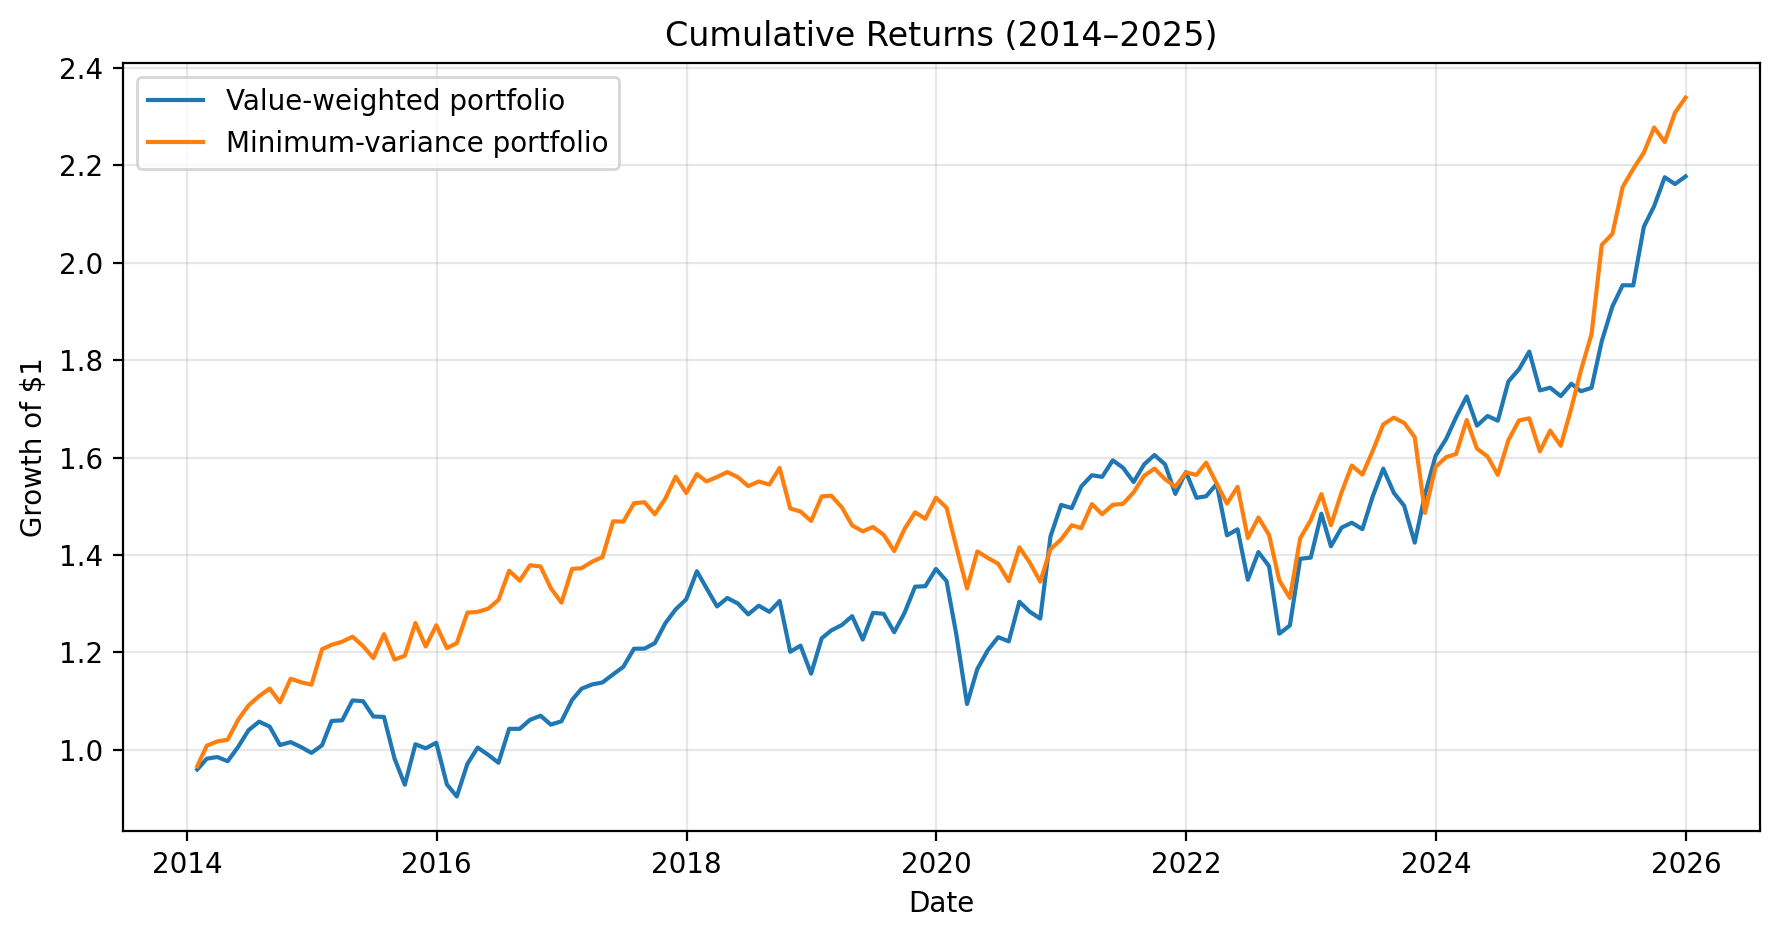 Cumulative Returns (2014–2025)
Value-weighted portfolio
Minimum-variance portfolio
Growth of $1
2.4
2.2
2.0
1.8
1.6
1.4
1.2
1.0
2014 2016 2018 2020 2022 2024 2026
Date